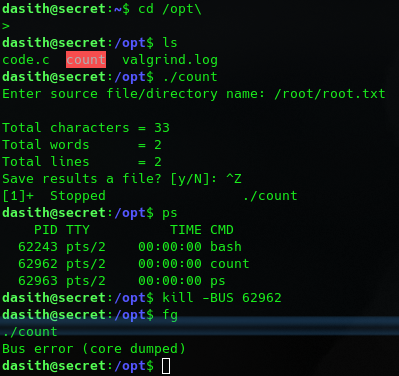 dasith@secret:~$ cd /opt\
>
dasith@secret:/opt$ ls
code.c  count  valgrind.log
dasith@secret:/opt$ ./count
Enter source file/directory name: /root/root.txt

Total characters = 33
Total words      = 2
Total lines      = 2
Save results a file? [y/N]: ^Z
[1]+  Stopped                 ./count
dasith@secret:/opt$ ps
    PID TTY          TIME CMD
  62243 pts/2    00:00:00 bash
  62962 pts/2    00:00:00 count
  62963 pts/2    00:00:00 ps
dasith@secret:/opt$ kill -BUS 62962
dasith@secret:/opt$ fg
./count
Bus error (core dumped)
dasith@secret:/opt$